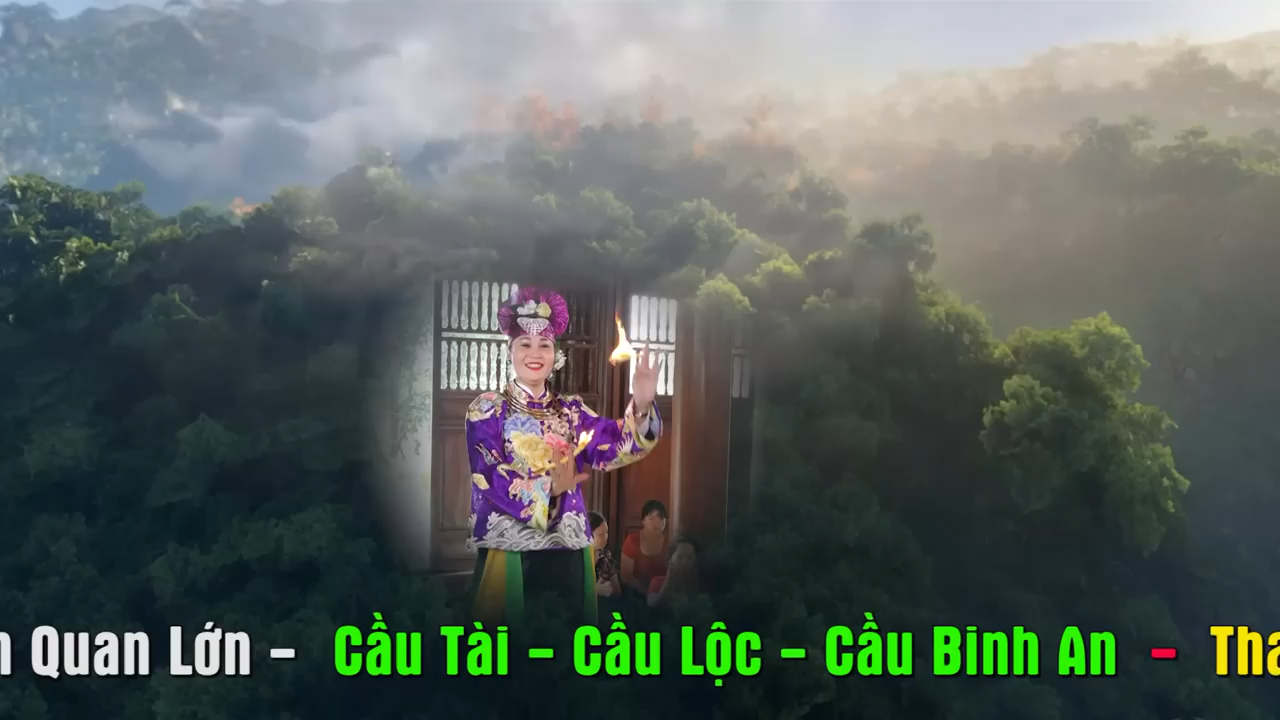 Quan Lớn – Cầu Tài – Cầu Lộc – Cầu Binh An –